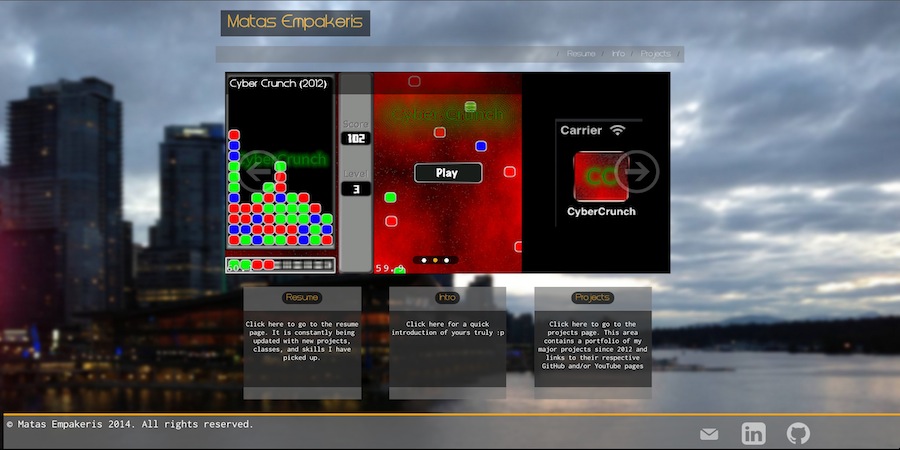 Matas Empakeris
/ Resume / Info / Projects /
Cyber Crunch (2012)
CyberCrunch
Score
102
Level
3
CyberCrunch
Play
59.9
Carrier
CC
CyberCrunch
Resume
Click here to go to the resume
page. It is constantly being
updated with new projects,
classes, and skills I have
picked up.
Intro
Click here for a quick
introduction of yours truly :p
Projects
Click here to go to the
projects page. This area
contains a portfolio of my
major projects since 2012 and
links to their respective
GitHub and/or YouTube pages
© Matas Empakeris 2014. All rights reserved.
in